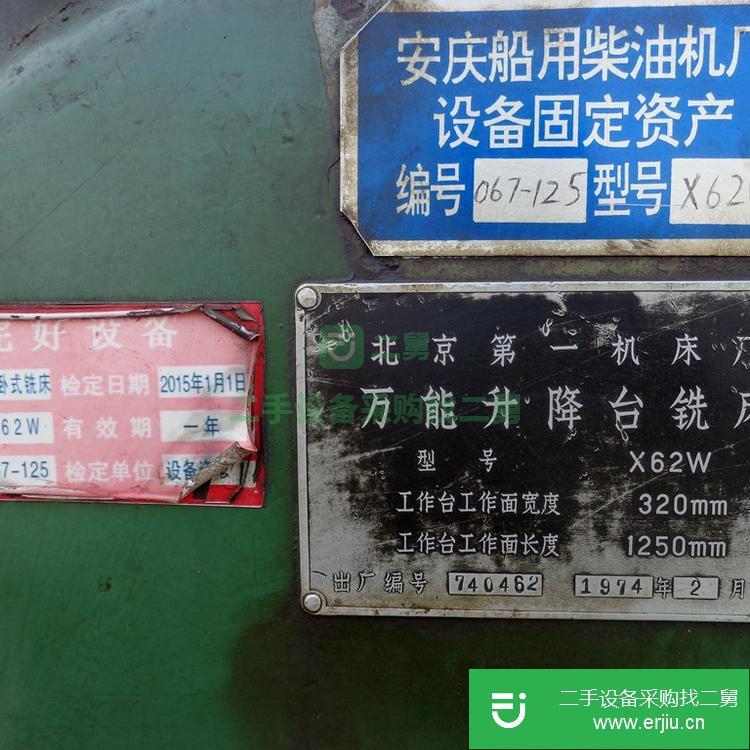 安庆船用柴油机厂
设备固定资产
编号 067-125 型号 X62
完好设备
卧式铣床 检定日期 2015年1月1日
62W 有效期 一年
7-125 检定单位 设备
北京第一机床厂
万能升降台铣床
型号 X62W
工作台工作面宽度 320mm
工作台工作面长度 1250mm
出厂编号 740462 1974年2月
二舅
二手设备采购找二舅
二手设备采购找二舅
www.erjiu.cn